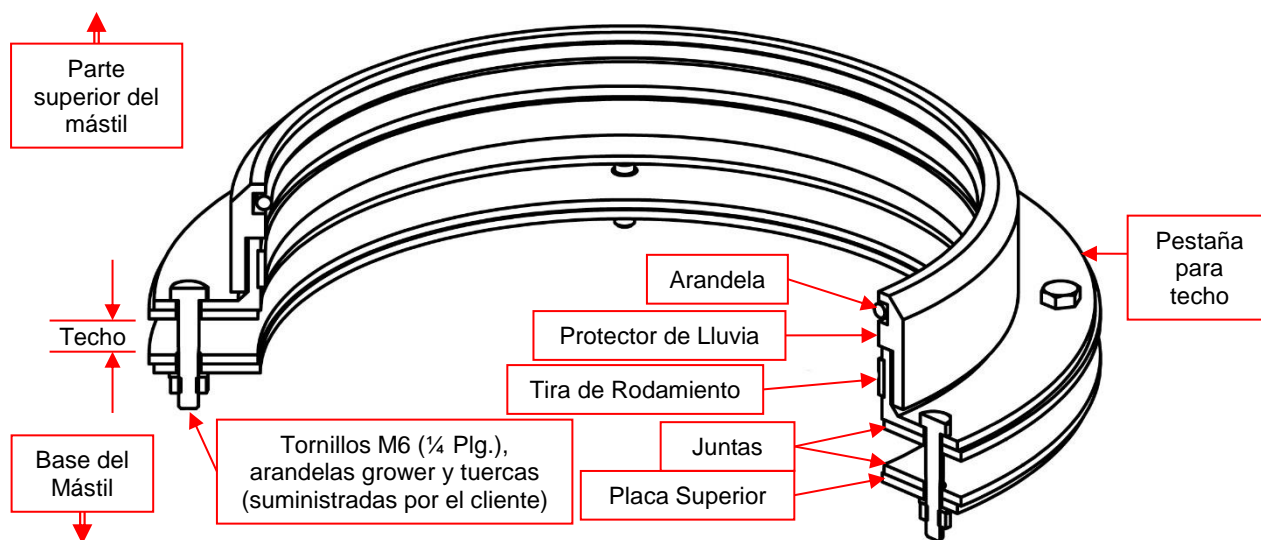 Parte
superior del
mástil
Pestaña
para
techo
Arandela
Protector de Lluvia
Techo
Tira de Rodamiento
Tornillos M6 (¼ Plg.),
arandelas grower y tuercas
(suministradas por el cliente)
Juntas
Placa Superior
Base del
Mástil